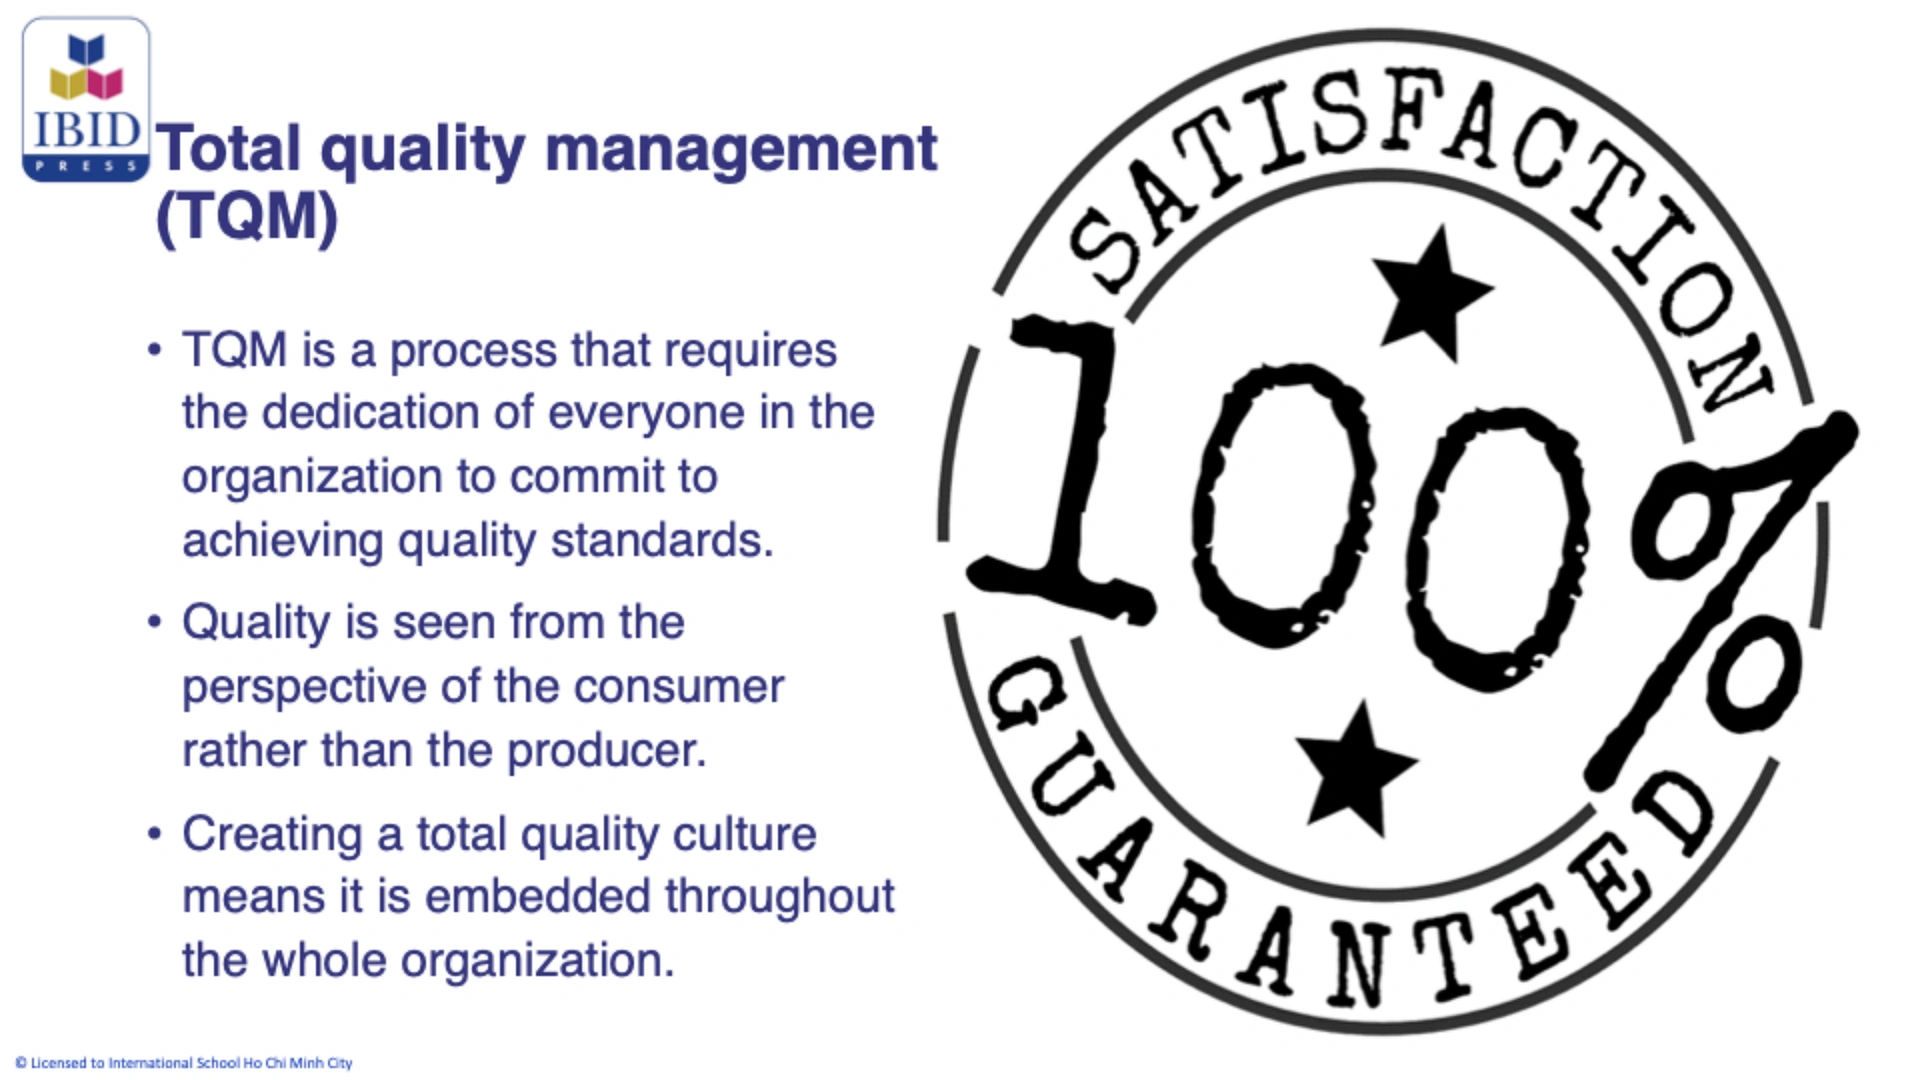 IBID
PRESS
Total quality management
(TQM)
• TQM is a process that requires
the dedication of everyone in the
organization to commit to
achieving quality standards.
• Quality is seen from the
perspective of the consumer
rather than the producer.
• Creating a total quality culture
means it is embedded throughout
the whole organization.
SATISFACTION
100%
GUARANTEED
© Licensed to International School Ho Chi Minh City